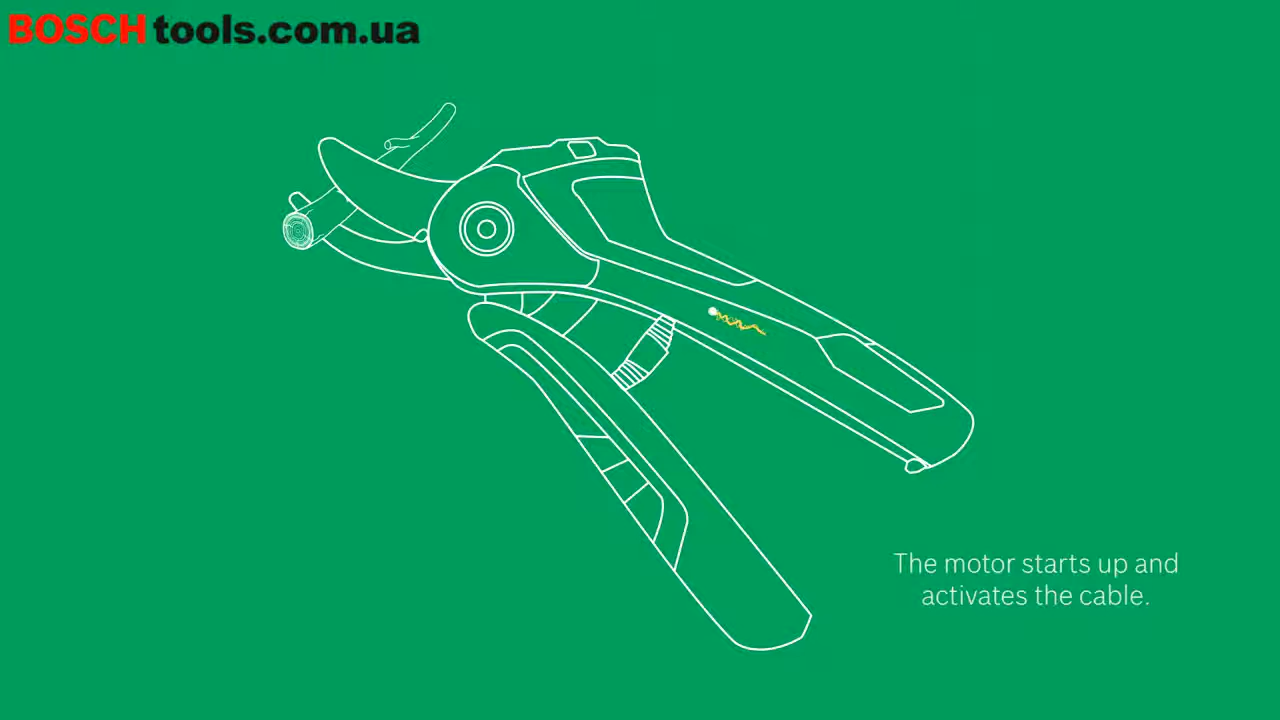 BOSCH tools.com.ua
The motor starts up and
activates the cable.